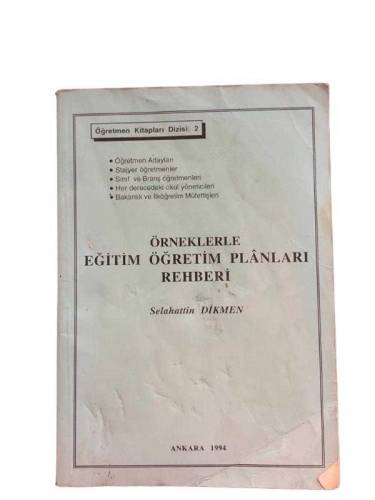 Öğretmen Kitapları Dizisi: 2
• Öğretmen Adayları
• Stajyer öğretmenler
• Sınıf ve Branş öğretmenleri
• Her derecedeki okul yöneticileri
• Bakanlık ve İlköğretim Müfettişleri
ÖRNEKLERLE
EĞİTİM ÖĞRETİM PLÂNLARI
REHBERİ
Selahattin DİKMEN
ANKARA 1994